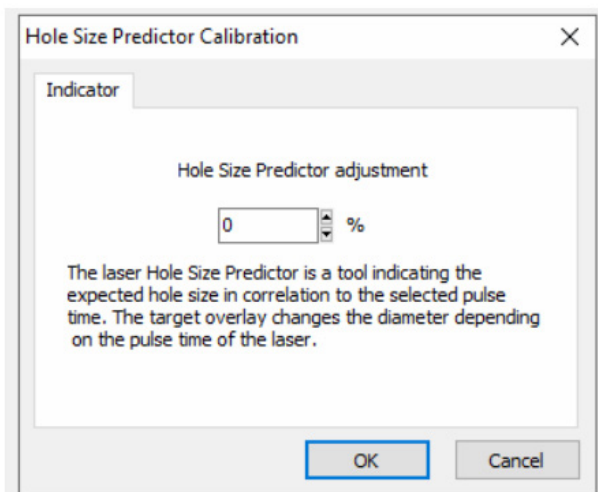 Hole Size Predictor Calibration
Indicator
Hole Size Predictor adjustment
0 %
The laser Hole Size Predictor is a tool indicating the
expected hole size in correlation to the selected pulse
time. The target overlay changes the diameter depending
on the pulse time of the laser.
OK Cancel